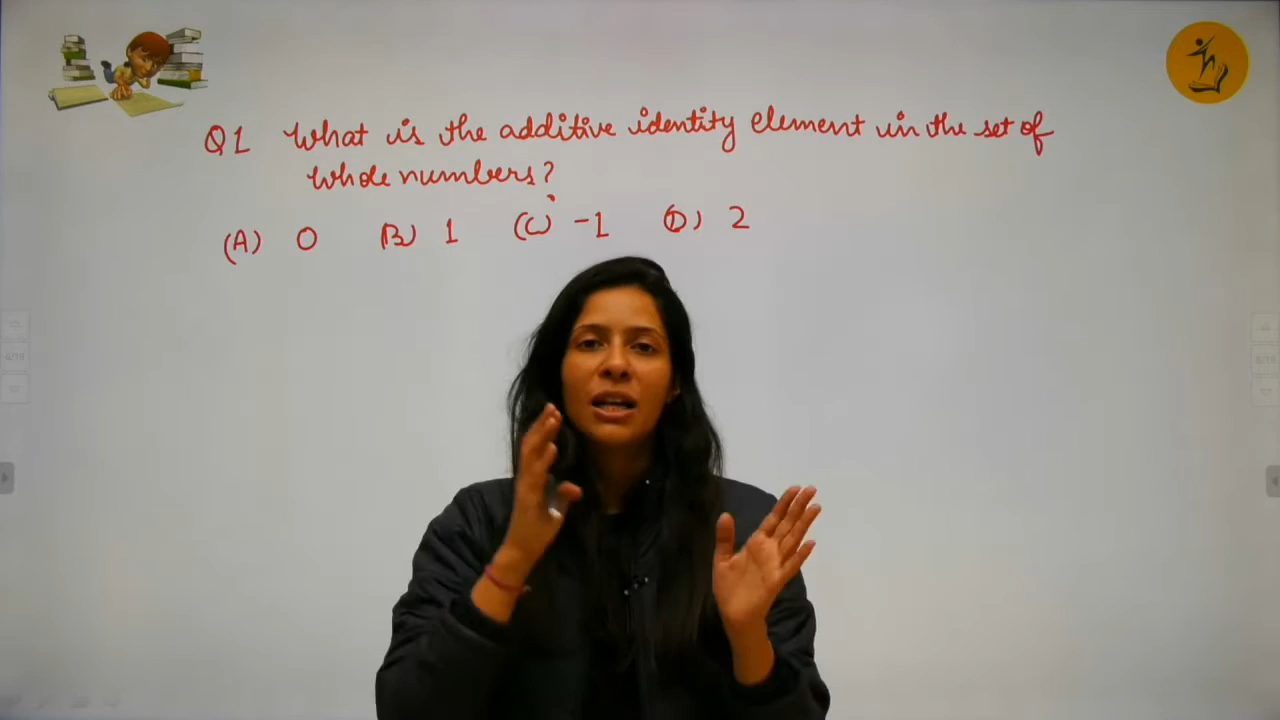 Q1 What is the additive identity element in the set of
whole numbers?
(A) 0 (B) 1 (C) -1 (D) 2